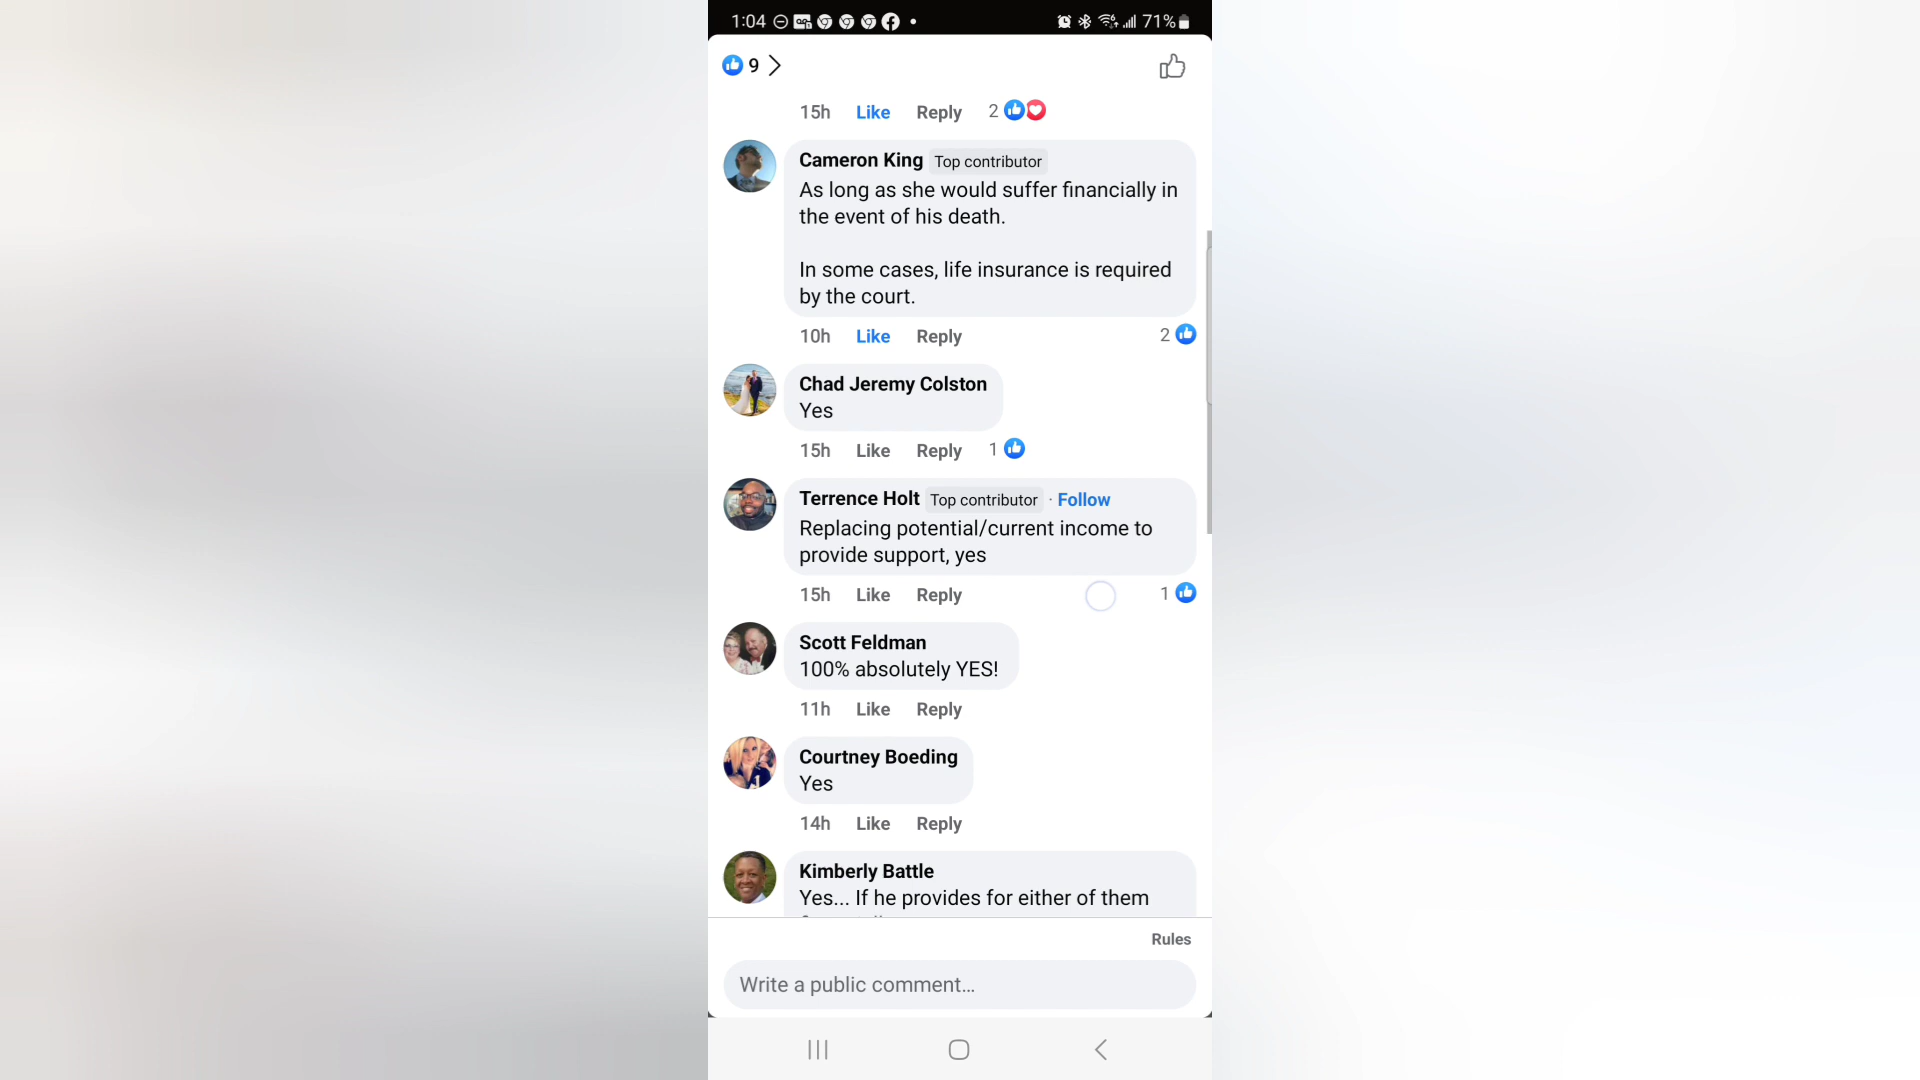 1:04
71%
9
15h Like Reply 2
Cameron King Top contributor
As long as she would suffer financially in
the event of his death.
In some cases, life insurance is required
by the court.
10h Like Reply 2
Chad Jeremy Colston
Yes
15h Like Reply 1
Terrence Holt Top contributor · Follow
Replacing potential/current income to
provide support, yes
15h Like Reply 1
Scott Feldman
100% absolutely YES!
11h Like Reply
Courtney Boeding
Yes
14h Like Reply
Kimberly Battle
Yes... If he provides for either of them
Rules
Write a public comment...